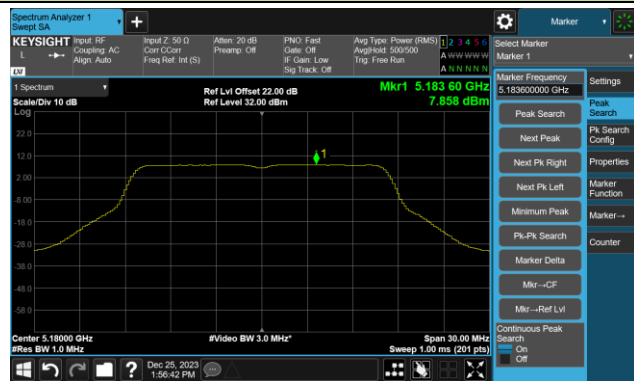 Spectrum Analyzer 1
Swept SA
+
Marker
KEYSIGHT
L
LXI
Input: RF
Coupling: AC
Align: Auto
Input Z: 50 Ω
Corr CCorr
Freq Ref: Int (S)
Atten: 20 dB
Preamp: Off
PNO: Fast
Gate: Off
IF Gain: Low
Sig Track: Off
Avg Type: Power (RMS)
Avg|Hold: 500/500
Trig: Free Run
1 2 3 4 5 6
A W W W W W
A N N N N N
Select Marker
Marker 1
1 Spectrum
Scale/Div 10 dB
Log
Ref Lvl Offset 22.00 dB
Ref Level 32.00 dBm
Mkr1 5.183 60 GHz
7.858 dBm
22.0
12.0
2.00
-8.00
-18.0
-28.0
-38.0
-48.0
-58.0
1
Center 5.18000 GHz
#Res BW 1.0 MHz
#Video BW 3.0 MHz*
Span 30.00 MHz
Sweep 1.00 ms (201 pts)
Marker Frequency
5.183600000 GHz
Peak Search
Next Peak
Next Pk Right
Next Pk Left
Minimum Peak
Pk-Pk Search
Marker Delta
Mkr→CF
Mkr→Ref Lvl
Continuous Peak
Search
On
Off
Settings
Peak
Search
Pk Search
Config
Properties
Marker
Function
Marker→
Counter
?
Dec 25, 2023
1:56:42 PM